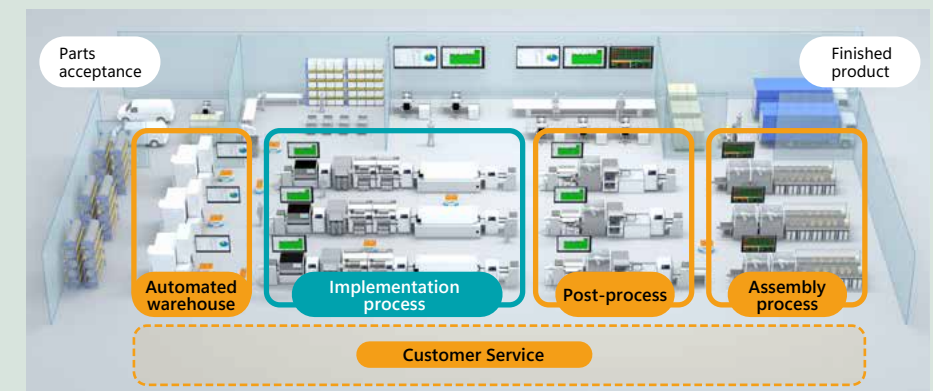 Parts
acceptance
Finished
product
Automated
warehouse
Implementation
process
Post-process
Assembly
process
Customer Service